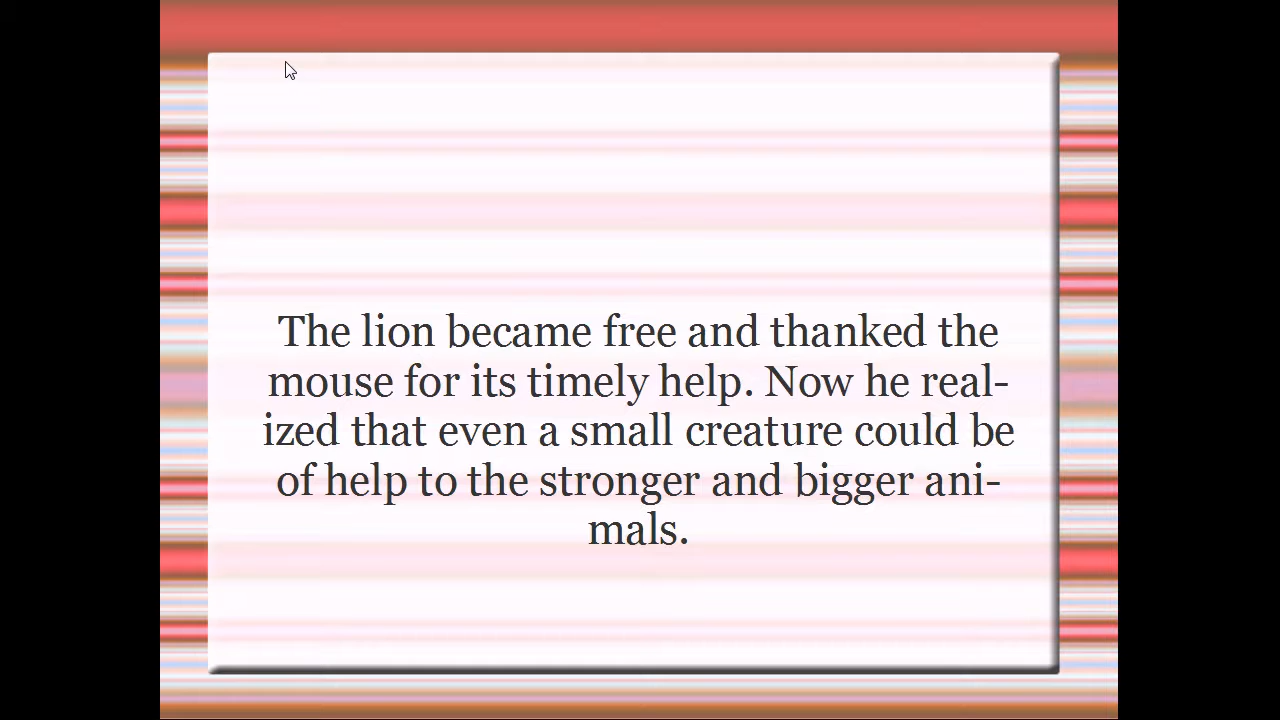 The lion became free and thanked the
mouse for its timely help. Now he real-
ized that even a small creature could be
of help to the stronger and bigger ani-
mals.